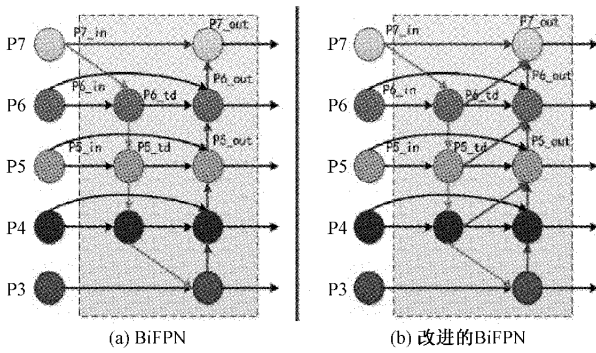 P7
P7_in
P7_out
P6
P6_in
P6_td
P6_out
P5
P5_in
P5_td
P5_out
P4
P3
(a) BiFPN
P7
P7_in
P7_out
P6
P6_in
P6_td
P6_out
P5
P5_in
P5_td
P5_out
P4
P3
(b) 改进的BiFPN